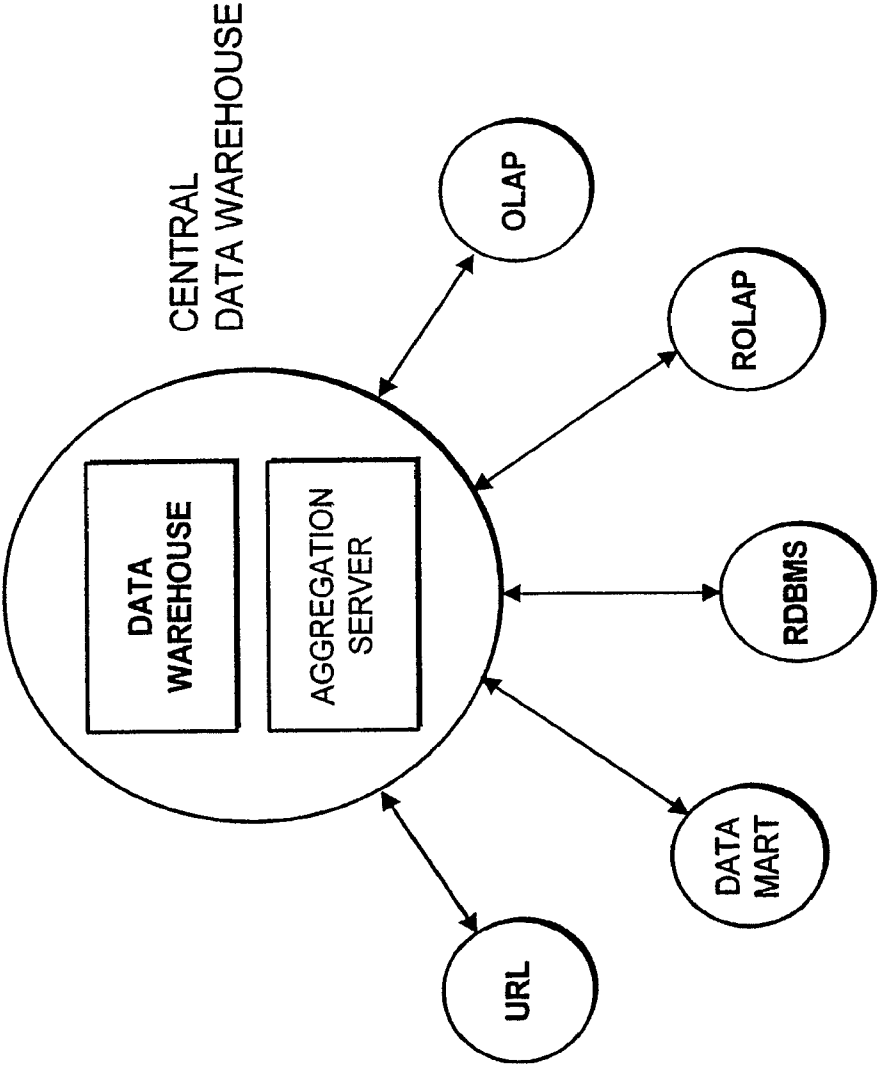 CENTRAL
DATA WAREHOUSE
DATA
WAREHOUSE
AGGREGATION
SERVER
URL
DATA
MART
RDBMS
ROLAP
OLAP